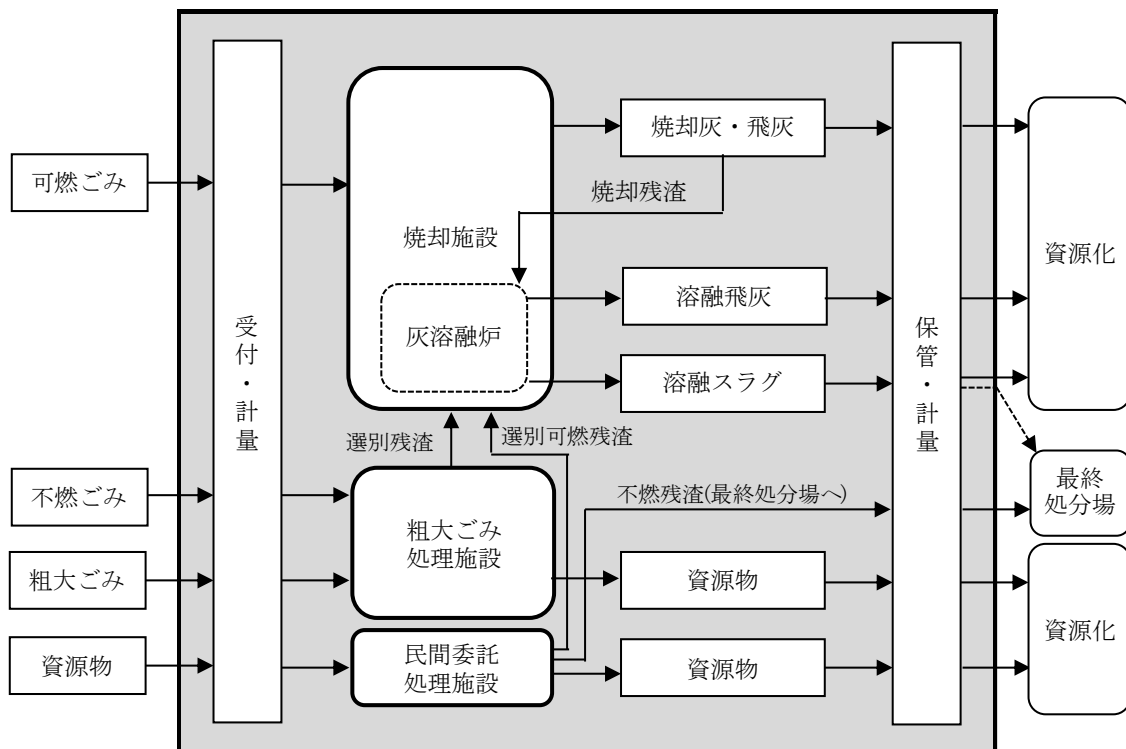 可燃ごみ
不燃ごみ
粗大ごみ
資源物
受付・計量
焼却施設
灰溶融炉
選別残渣
選別可燃残渣
粗大ごみ
処理施設
民間委託
処理施設
焼却灰・飛灰
焼却残渣
溶融飛灰
溶融スラグ
不燃残渣(最終処分場へ)
資源物
資源物
保管・計量
資源化
最終
処分場
資源化